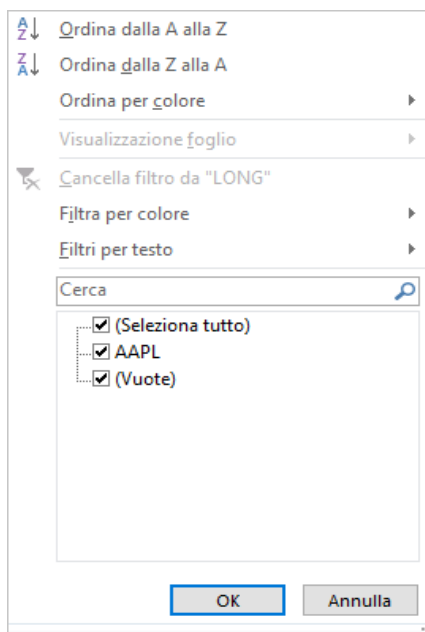 A
Z
Ordina dalla A alla Z
Z
A
Ordina dalla Z alla A
Ordina per colore
Visualizzazione foglio
Cancella filtro da "LONG"
Filtra per colore
Filtri per testo
Cerca
(Seleziona tutto)
AAPL
(Vuote)
OK Annulla